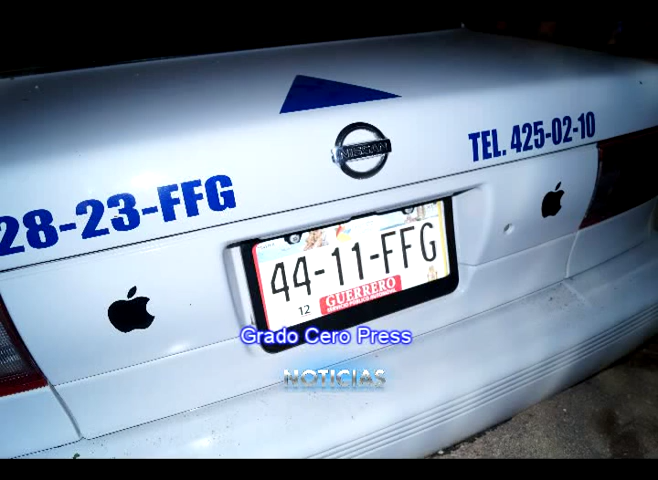 TEL. 425-02-10
NISSAN
28-23-FFG
44-11-FFG
12
GUERRERO
Grado Cero Press
NOTICIAS